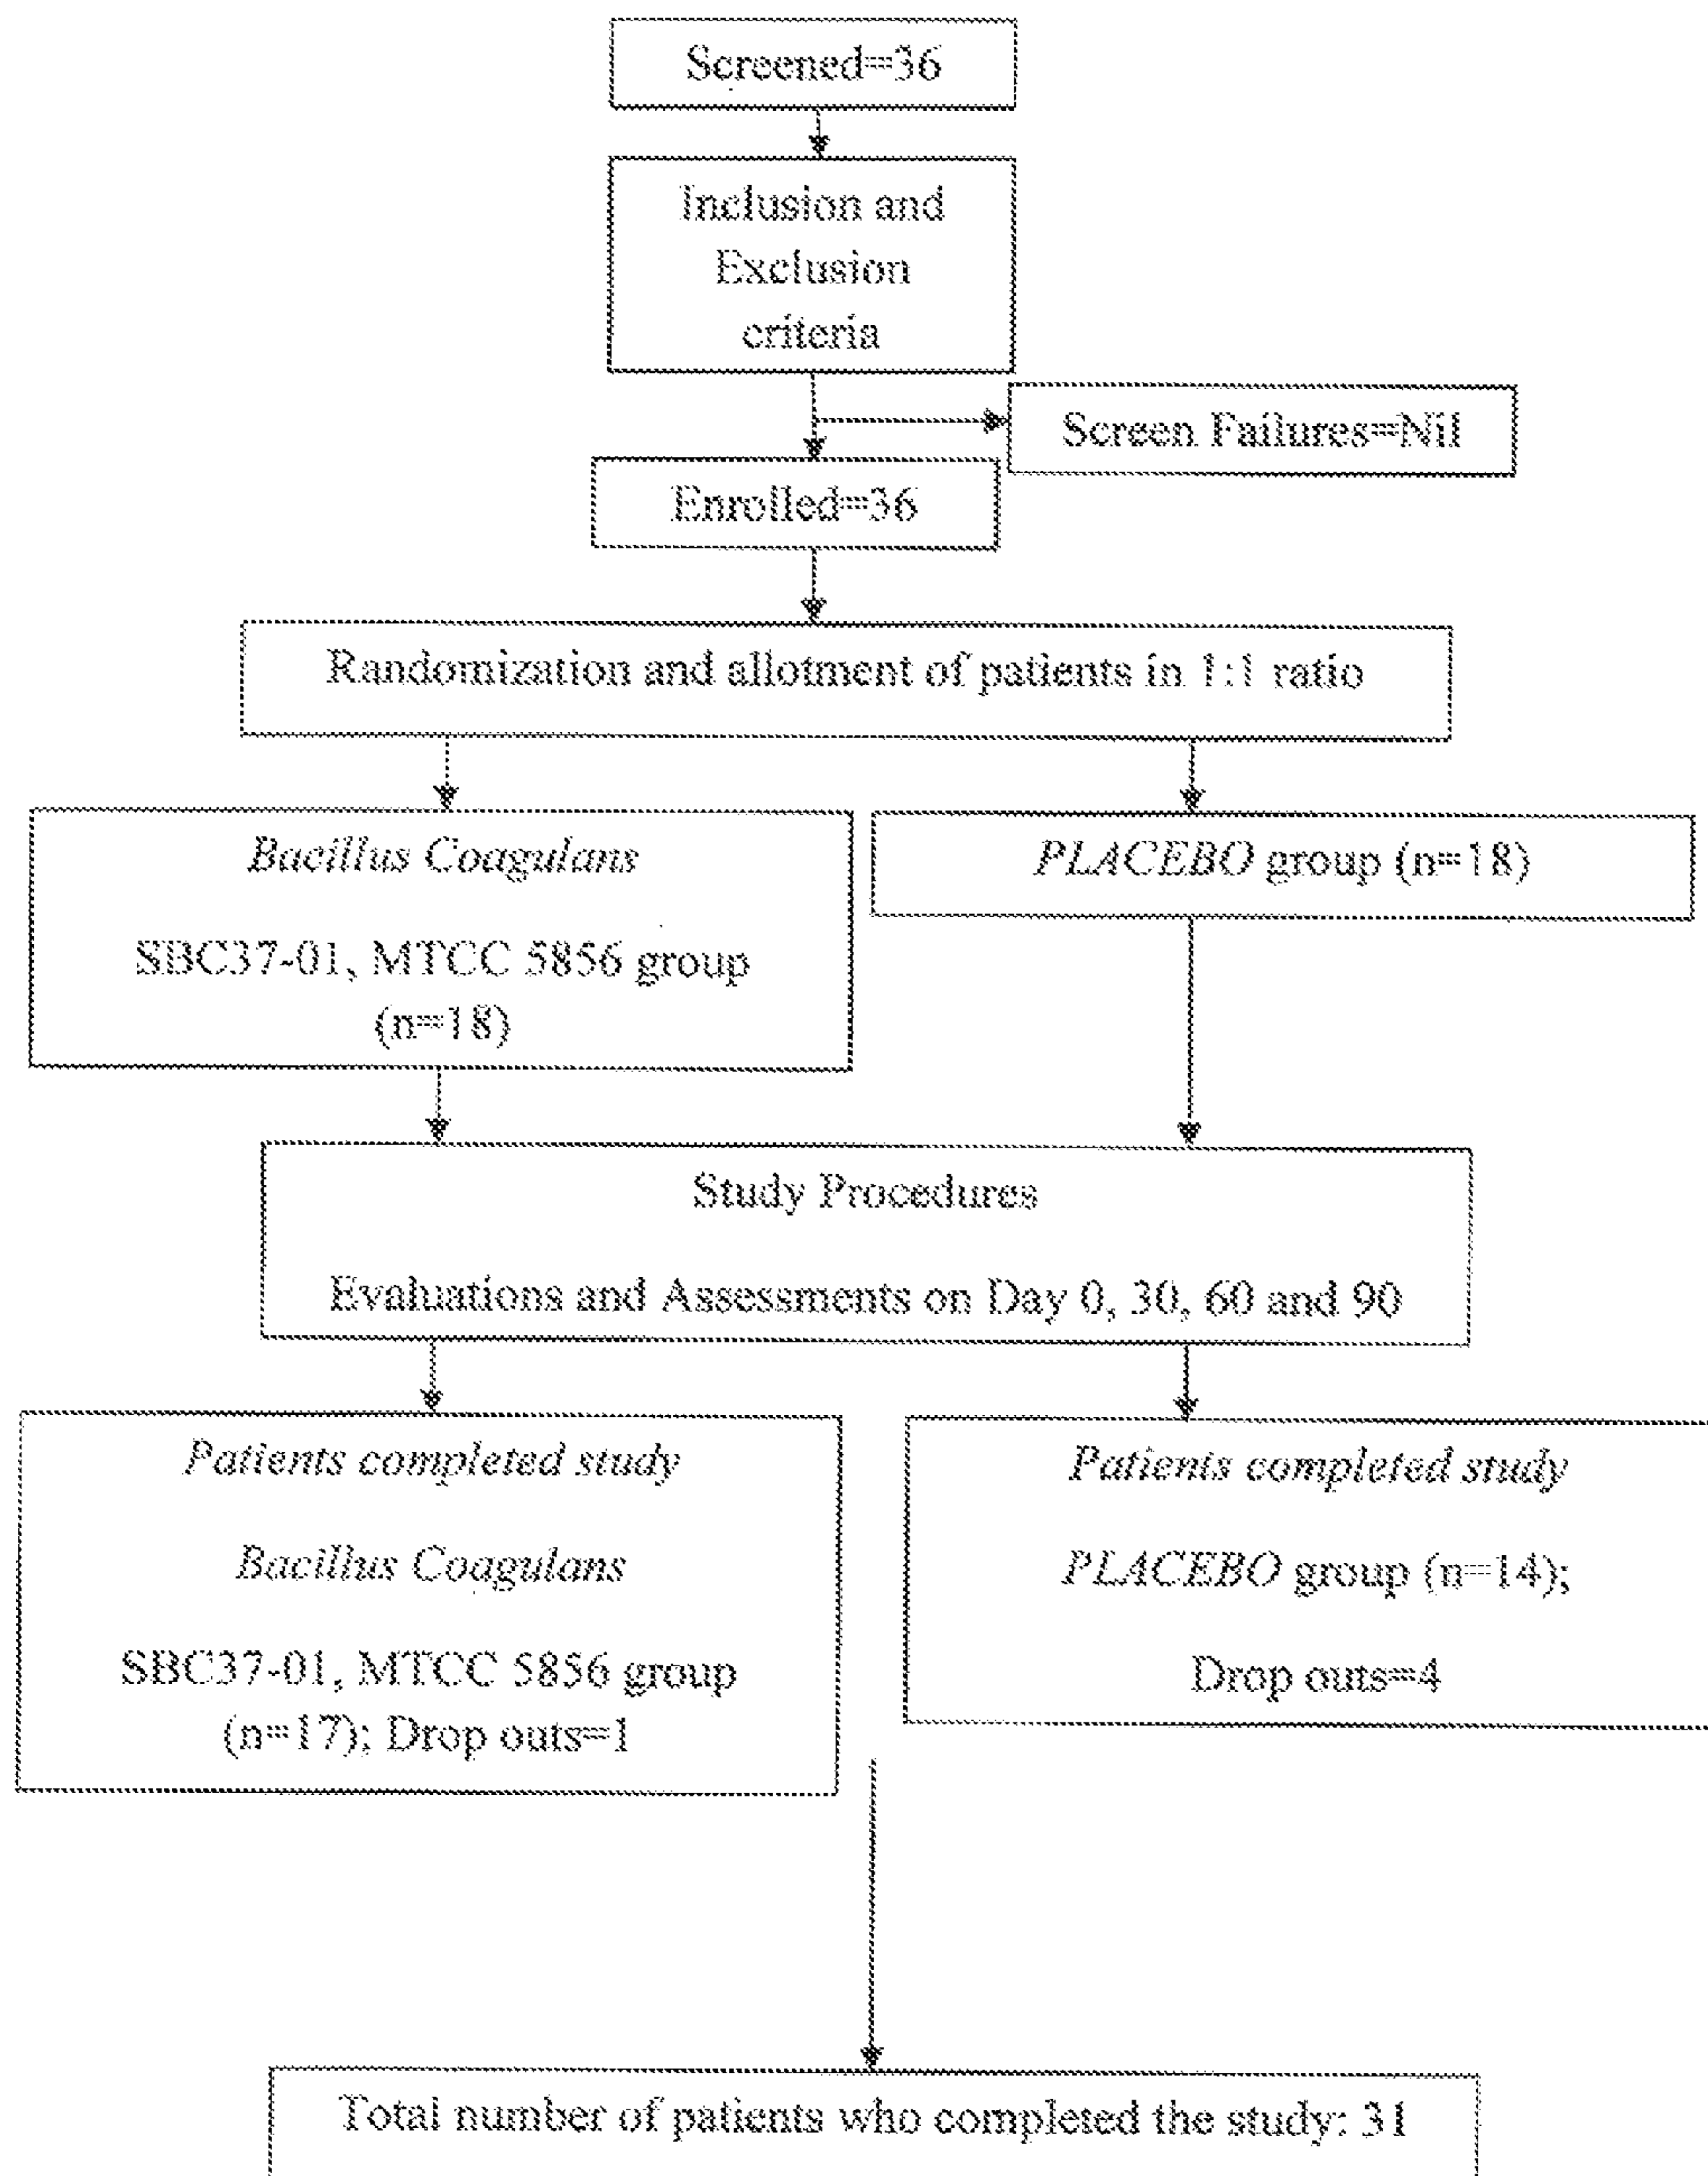 Screened=36
Inclusion and
Exclusion
criteria
Screen Failures=Nil
Enrolled=36
Randomization and allotment of patients in 1:1 ratio
Bacillus Coagulans
SBC37-01, MTCC 5856 group
(n=18)
PLACEBO group (n=18)
Study Procedures
Evaluations and Assessments on Day 0, 30, 60 and 90
Patients completed study
Bacillus Coagulans
SBC37-01, MTCC 5856 group
(n=17); Drop outs=1
Patients completed study
PLACEBO group (n=14);
Drop outs=4
Total number of patients who completed the study: 31